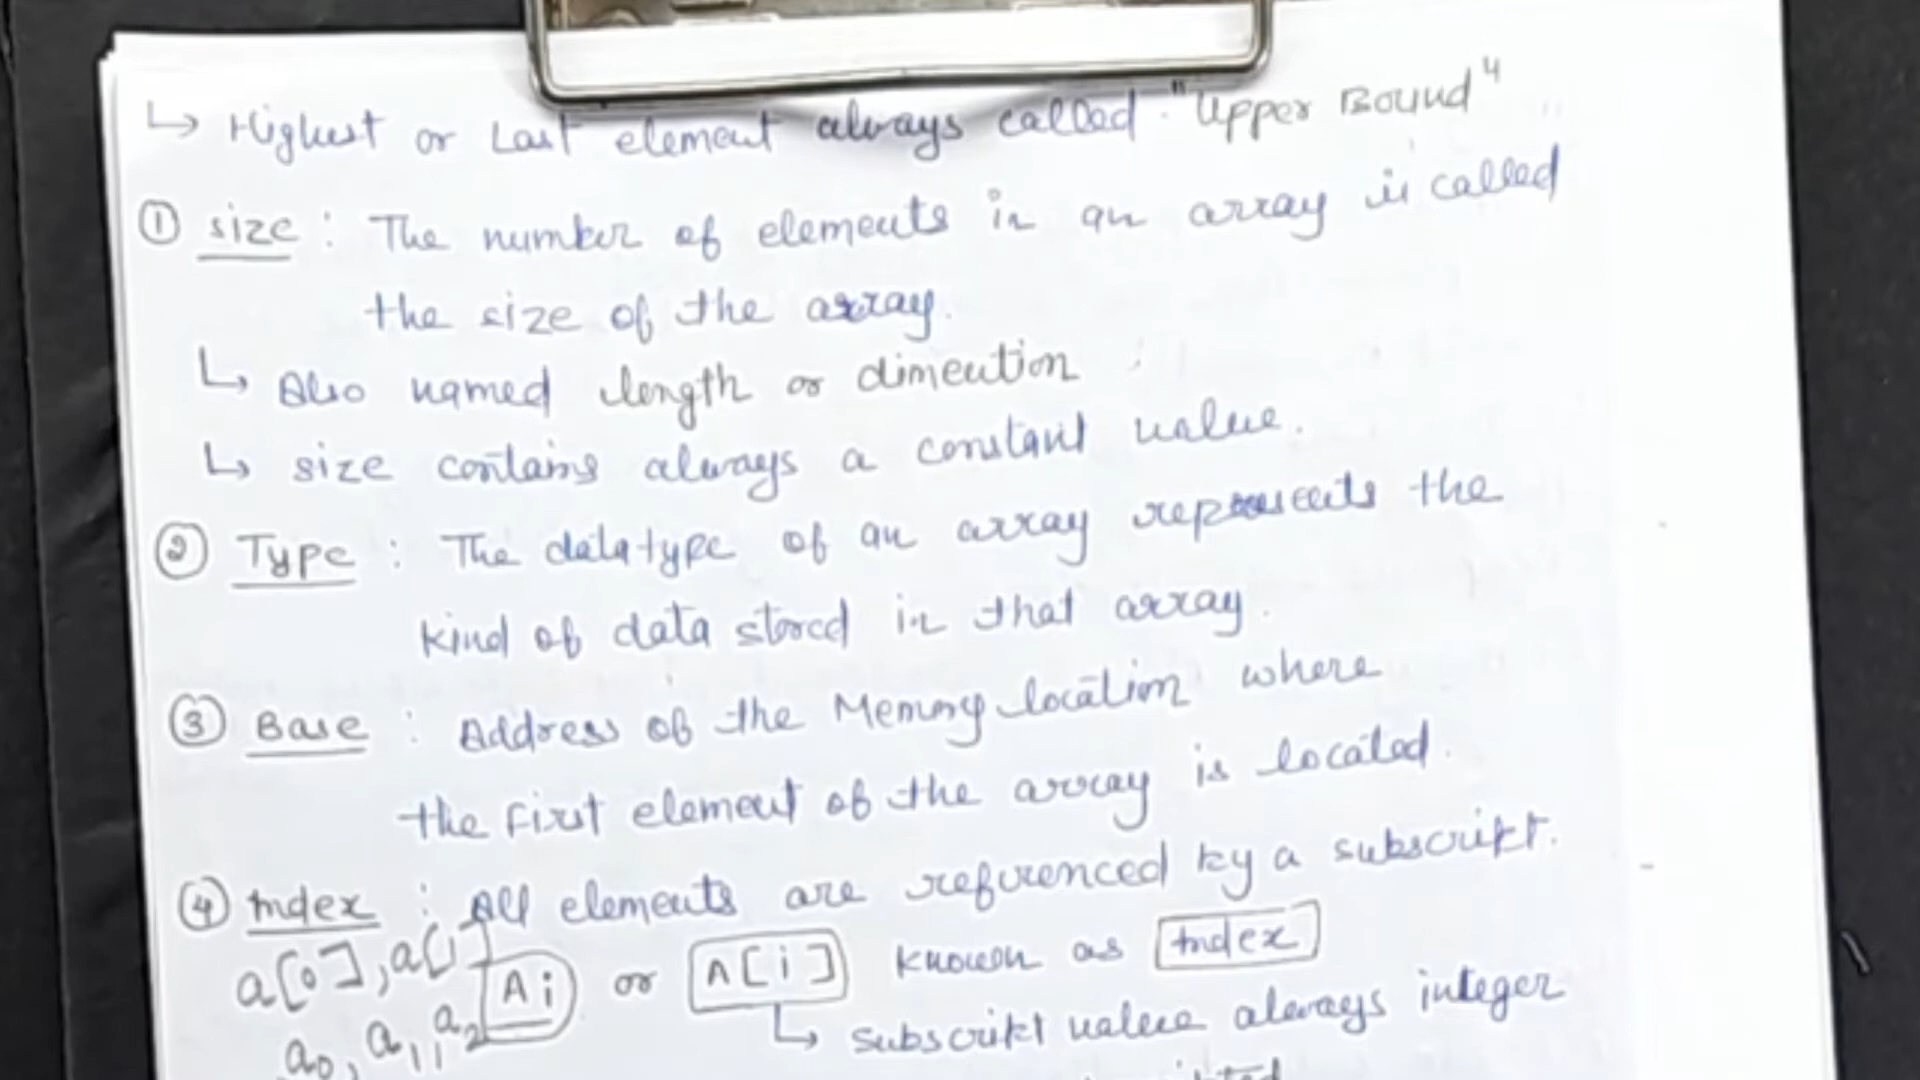 ↳ Highest or Last element always called "Upper Bound"
① size : The number of elements in an array is called
the size of the array.
↳ Also named length or dimention
↳ size contains always a constant value.
② Type : The datatype of an array represents the
kind of data stored in that array.
③ Base : Address of the Memory location where
the first element of the array is located.
④ Index : All elements are referenced by a subscript.
a[0], a[1]
Ai or A[i] known as Index
a0, a1, a2
↳ subscript value always integer